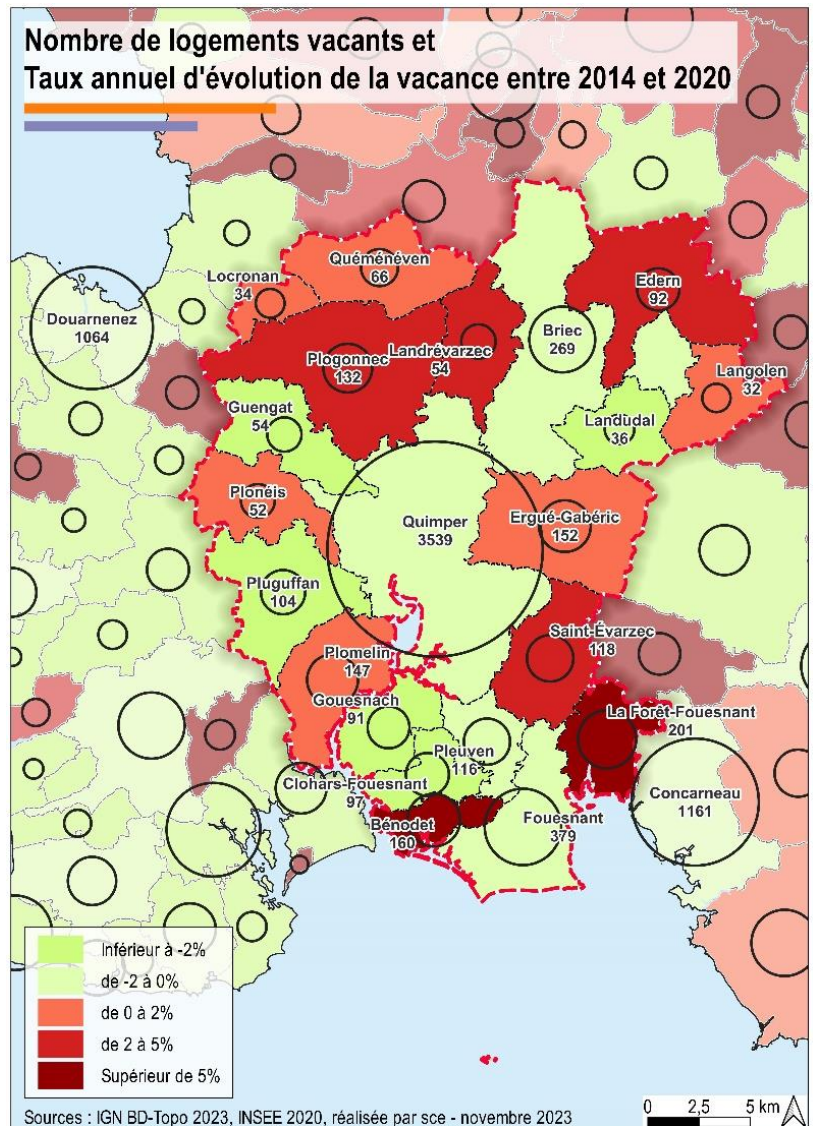 Nombre de logements vacants et
Taux annuel d'évolution de la vacance entre 2014 et 2020
Quéménéven
66
Locronan
34
Edern
92
Douarnenez
1064
Briec
269
Plogonnec
132
Landrévarzec
54
Langolen
32
Guengat
54
Landudal
36
Plonéis
52
Quimper
3539
Ergué-Gabéric
152
Pluguffan
104
Saint-Évarzec
118
Plomelin
147
Gouesnach
91
La Forêt-Fouesnant
201
Pleuven
116
Clohars-Fouesnant
97
Concarneau
1161
Bénodet
160
Fouesnant
379
Inférieur à -2%
de -2 à 0%
de 0 à 2%
de 2 à 5%
Supérieur de 5%
Sources : IGN BD-Topo 2023, INSEE 2020, réalisée par sce - novembre 2023
0 2,5 5 km